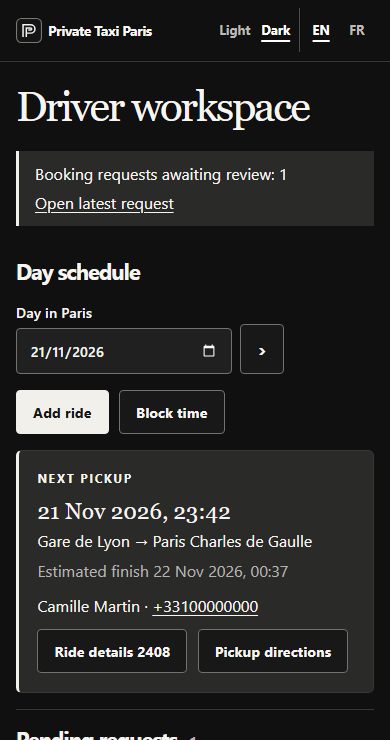 Private Taxi Paris Light Dark EN FR
Driver workspace
Booking requests awaiting review: 1
Open latest request
Day schedule
Day in Paris
21/11/2026 >
Add ride Block time
NEXT PICKUP
21 Nov 2026, 23:42
Gare de Lyon → Paris Charles de Gaulle
Estimated finish 22 Nov 2026, 00:37
Camille Martin · +33100000000
Ride details 2408 Pickup directions
Pending requests